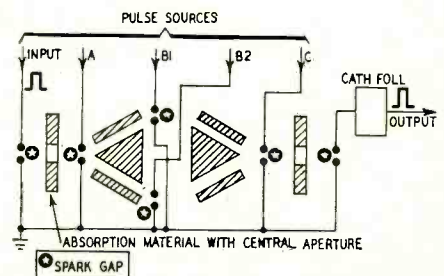 PULSE SOURCES
INPUT A B1 B2 C
CATH FOLL
OUTPUT
ABSORPTION MATERIAL WITH CENTRAL APERTURE
SPARK GAP